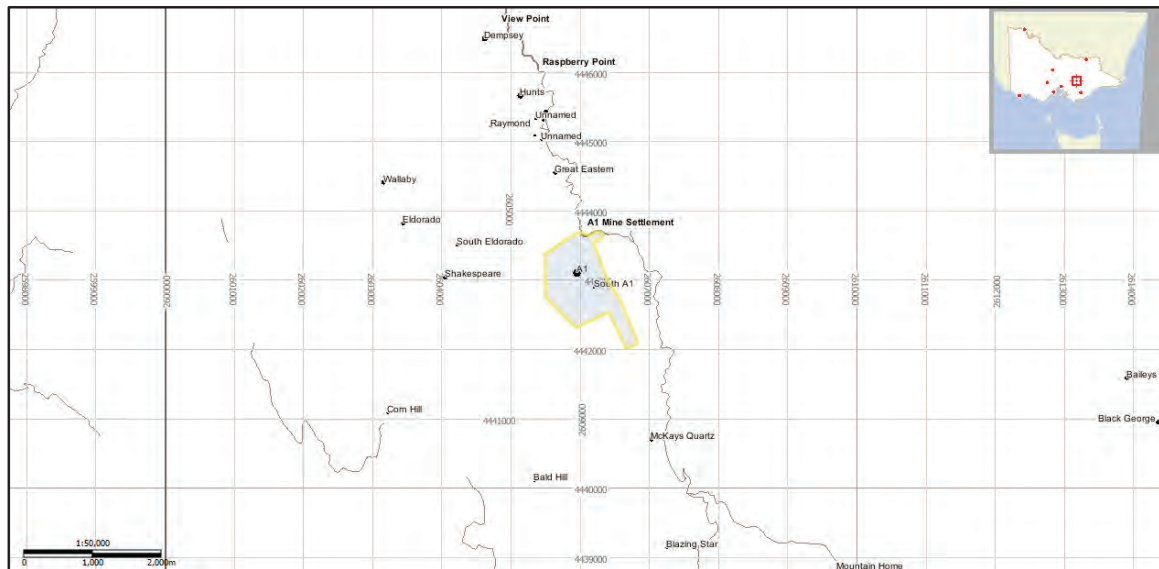 View Point
Dempsey
Raspberry Point
4446000
Hunts
Unnamed
Raymond
Unnamed
4445000
Great Eastern
Wallaby
2605000
4444000
Eldorado
A1 Mine Settlement
South Eldorado
A1
Shakespeare
South A1
2598000
2599000
2600000
2601000
2602000
2603000
2604000
2607000
2608000
2609000
2610000
2611000
2612000
2613000
2614000
4442000
Baileys
Corn Hill
4441000
2606000
Black George
McKays Quartz
Bald Hill
4440000
1:50,000
0 1,000 2,000m
Blazing Star
4439000
Mountain Home